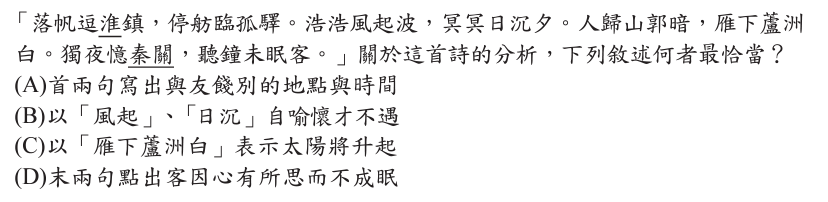 「落帆逗淮鎮，停舫臨孤驛。浩浩風起波，冥冥日沉夕。人歸山郭暗，雁下蘆洲
白。獨夜憶秦關，聽鐘未眠客。」關於這首詩的分析，下列敘述何者最恰當？
(A)首兩句寫出與友餞別的地點與時間
(B)以「風起」、「日沉」自喻懷才不遇
(C)以「雁下蘆洲白」表示太陽將升起
(D)末兩句點出客因心有所思而不成眠